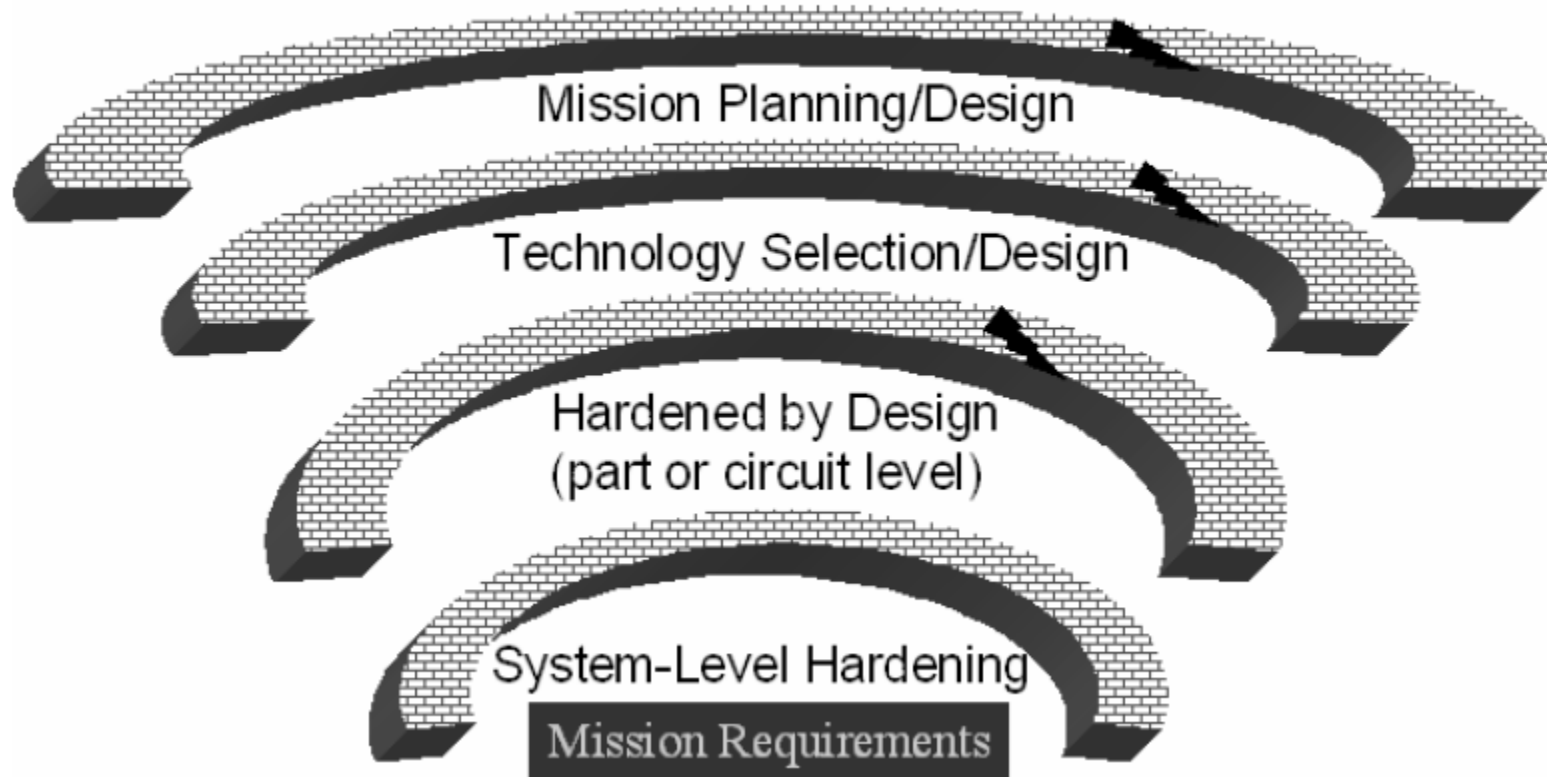 Mission Planning/Design
Technology Selection/Design
Hardened by Design
(part or circuit level)
System-Level Hardening
Mission Requirements